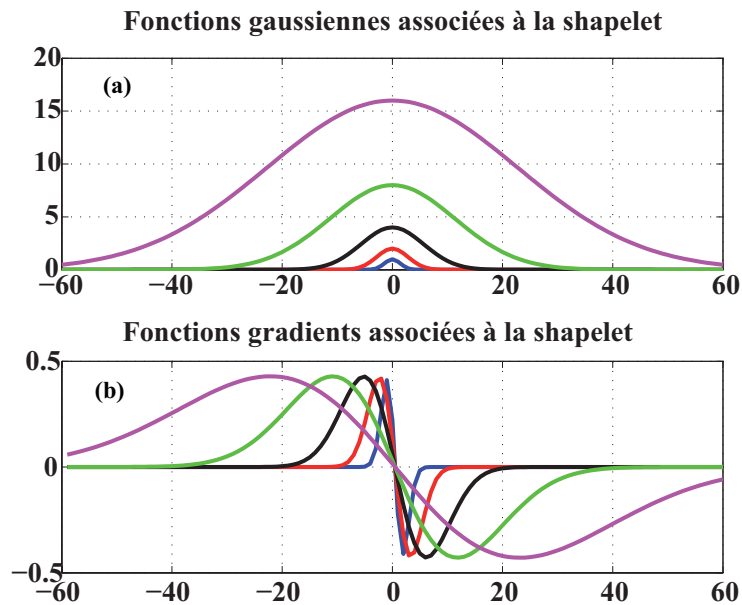 Fonctions gaussiennes associées à la shapelet
20
(a)
15
10
5
0
−60 −40 −20 0 20 40 60
Fonctions gradients associées à la shapelet
0.5
(b)
0
−0.5
−60 −40 −20 0 20 40 60